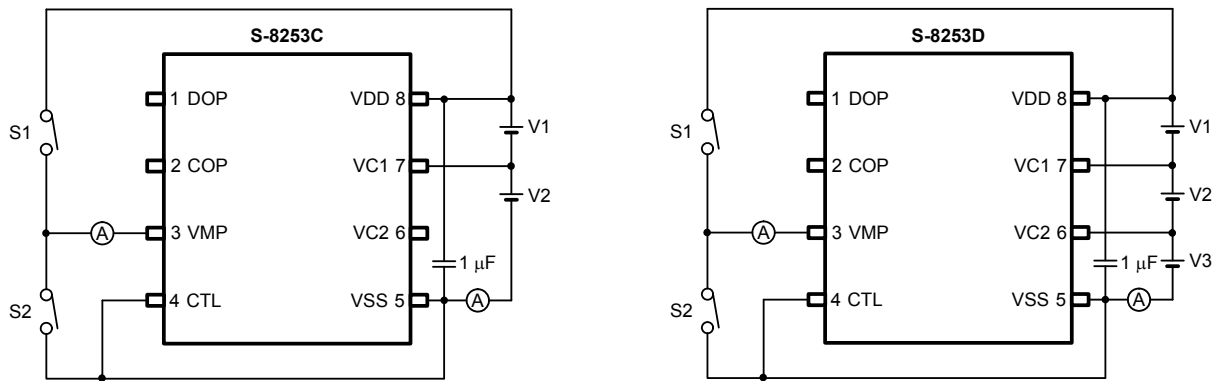 S-8253C
S1
S2
A
1 DOP
2 COP
3 VMP
4 CTL
VDD 8
VC1 7
VC2 6
VSS 5
1 μF
A
V1
V2
S-8253D
S1
S2
A
1 DOP
2 COP
3 VMP
4 CTL
VDD 8
VC1 7
VC2 6
VSS 5
1 μF
A
V1
V2
V3